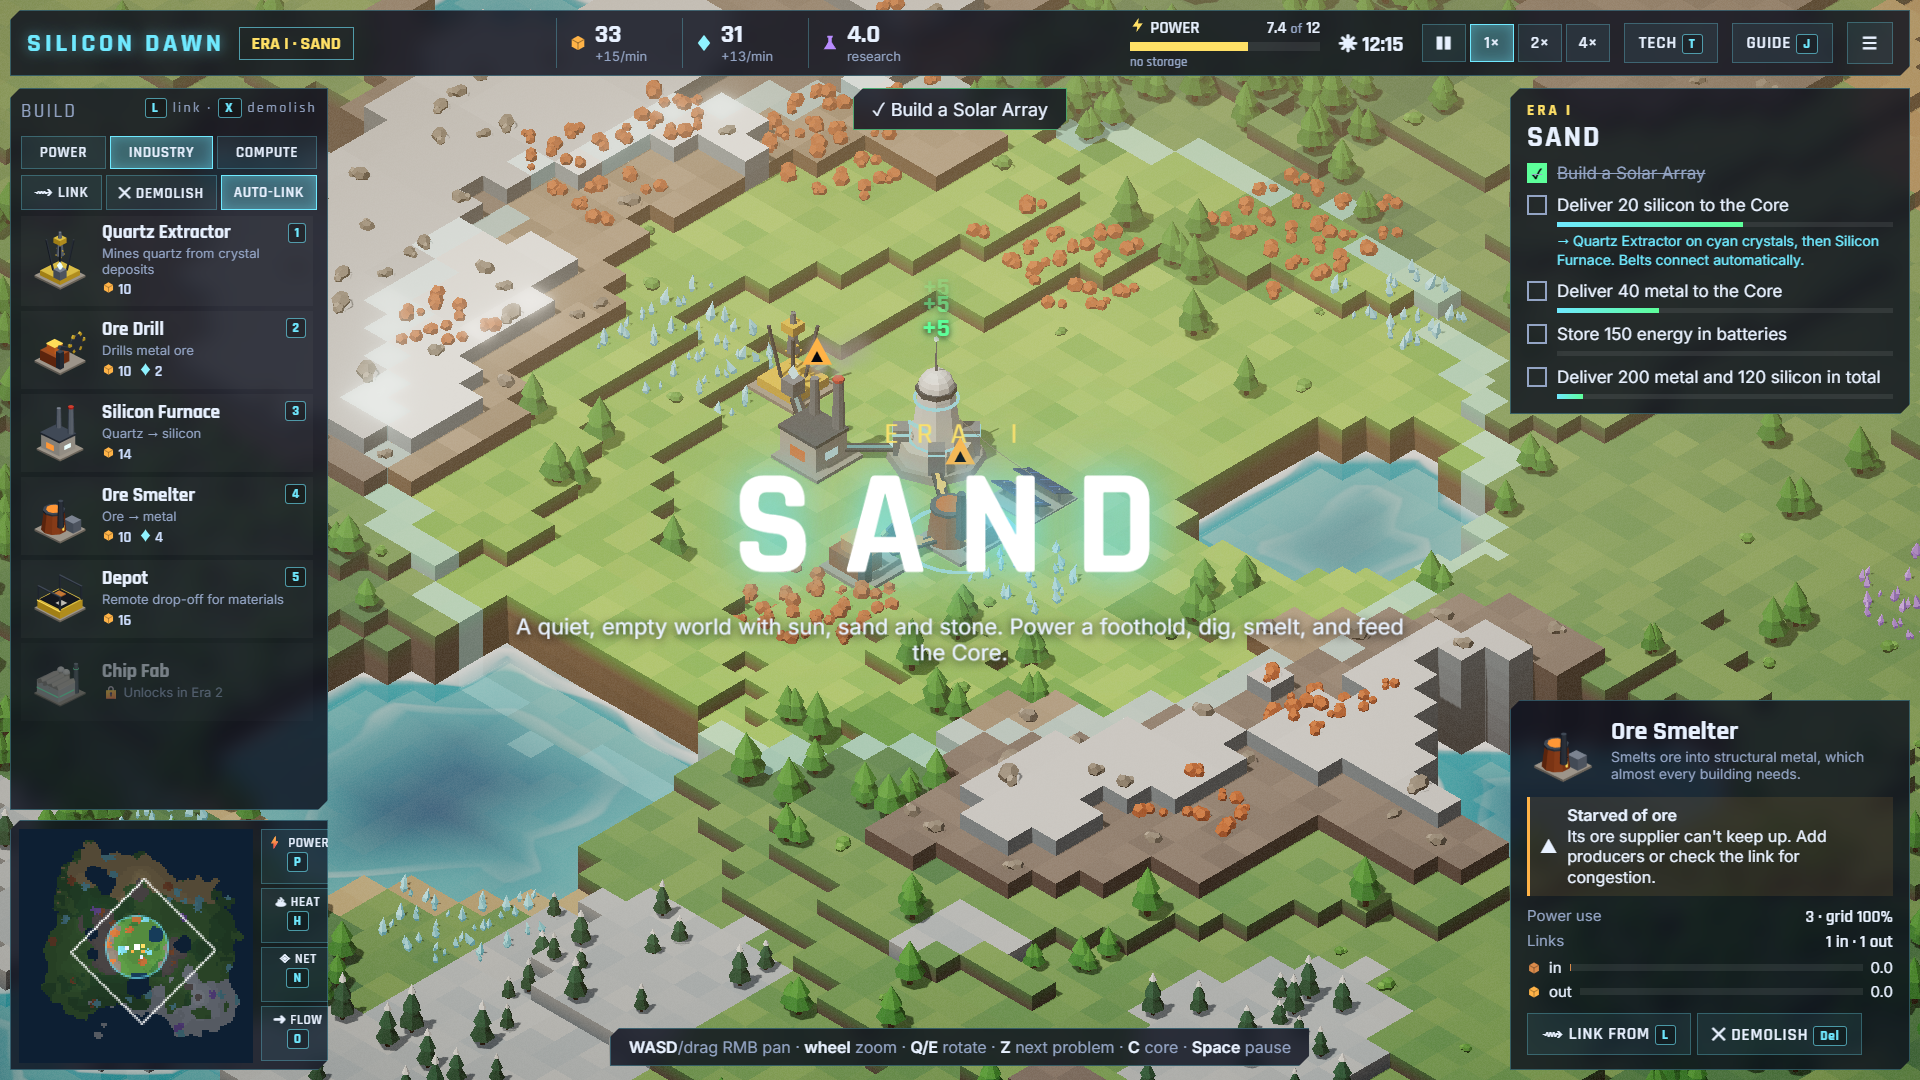 SILICON DAWN
ERA I · SAND
33
+15/min
31
+13/min
4.0
research
POWER
7.4 of 12
no storage
12:15
1×
2×
4×
TECH T
GUIDE J
BUILD
L link · X demolish
POWER
INDUSTRY
COMPUTE
LINK
DEMOLISH
AUTO-LINK
Quartz Extractor
1
Mines quartz from crystal
deposits
10
Ore Drill
2
Drills metal ore
10 2
Silicon Furnace
3
Quartz → silicon
14
Ore Smelter
4
Ore → metal
10 4
Depot
5
Remote drop-off for materials
16
Chip Fab
Unlocks in Era 2
POWER
P
HEAT
H
NET
N
FLOW
O
✓ Build a Solar Array
+5
+5
+5
ERA I
SAND
A quiet, empty world with sun, sand and stone. Power a foothold, dig, smelt, and feed
the Core.
WASD/drag RMB pan · wheel zoom · Q/E rotate · Z next problem · C core · Space pause
ERA I
SAND
Build a Solar Array
Deliver 20 silicon to the Core
→ Quartz Extractor on cyan crystals, then Silicon
Furnace. Belts connect automatically.
Deliver 40 metal to the Core
Store 150 energy in batteries
Deliver 200 metal and 120 silicon in total
Ore Smelter
Smelts ore into structural metal, which
almost every building needs.
Starved of ore
Its ore supplier can't keep up. Add
producers or check the link for
congestion.
Power use
3 · grid 100%
Links
1 in · 1 out
in
0.0
out
0.0
LINK FROM L
DEMOLISH Del